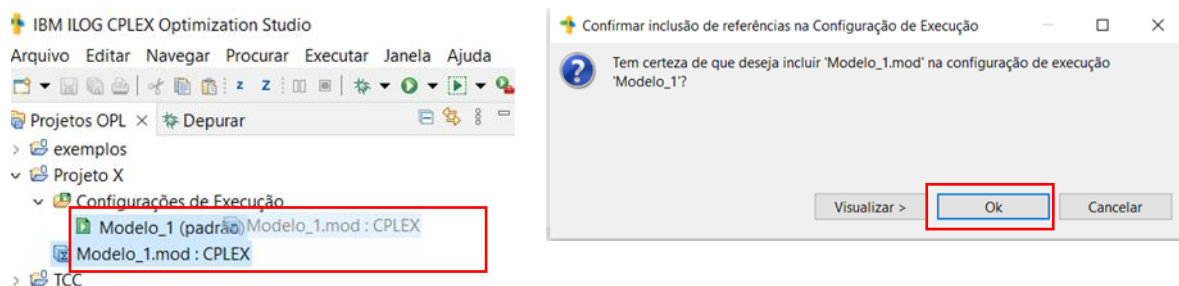 IBM ILOG CPLEX Optimization Studio
Arquivo Editar Navegar Procurar Executar Janela Ajuda
Projetos OPL Depurar
exemplos
Projeto X
Configurações de Execução
Modelo_1 (padrão) Modelo_1.mod : CPLEX
Modelo_1.mod : CPLEX
TCC
Confirmar inclusão de referências na Configuração de Execução
Tem certeza de que deseja incluir 'Modelo_1.mod' na configuração de execução
'Modelo_1'?
Visualizar > Ok Cancelar